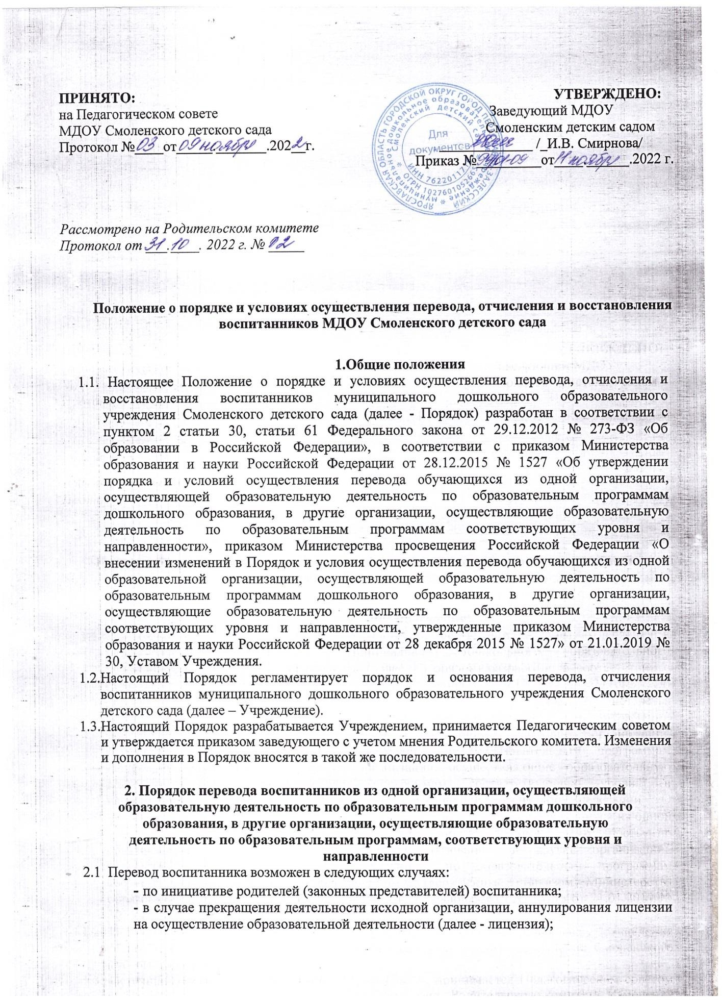 ПРИНЯТО:
на Педагогическом совете
МДОУ Смоленского детского сада
Протокол № 03 от 09 ноября .2022 г.
УТВЕРЖДЕНО:
Заведующий МДОУ
Смоленским детским садом
/_И.В. Смирнова/
Приказ № от 11 ноября .2022 г.
ЯРОСЛАВСКАЯ ОБЛАСТЬ ГОРОДСКОЙ ОКРУГ ГОРОД
ЗАЛЕССКИЙ
муниципальное дошкольное
Смоленский детский
ОГРН 102760105266
ИНН 762201171
Для
документов
Рассмотрено на Родительском комитете
Протокол от 31.10. 2022 г. № 02
Положение о порядке и условиях осуществления перевода, отчисления и восстановления
воспитанников МДОУ Смоленского детского сада
1.Общие положения
1.1. Настоящее Положение о порядке и условиях осуществления перевода, отчисления и
восстановления воспитанников муниципального дошкольного образовательного
учреждения Смоленского детского сада (далее - Порядок) разработан в соответствии с
пунктом 2 статьи 30, статьи 61 Федерального закона от 29.12.2012 № 273-ФЗ «Об
образовании в Российской Федерации», в соответствии с приказом Министерства
образования и науки Российской Федерации от 28.12.2015 № 1527 «Об утверждении
порядка и условий осуществления перевода обучающихся из одной организации,
осуществляющей образовательную деятельность по образовательным программам
дошкольного образования, в другие организации, осуществляющие образовательную
деятельность по образовательным программам соответствующих уровня и
направленности», приказом Министерства просвещения Российской Федерации «О
внесении изменений в Порядок и условия осуществления перевода обучающихся из одной
образовательной организации, осуществляющей образовательную деятельность по
образовательным программам дошкольного образования, в другие организации,
осуществляющие образовательную деятельность по образовательным программам
соответствующих уровня и направленности, утвержденные приказом Министерства
образования и науки Российской Федерации от 28 декабря 2015 № 1527» от 21.01.2019 №
30, Уставом Учреждения.
1.2.Настоящий Порядок регламентирует порядок и основания перевода, отчисления
воспитанников муниципального дошкольного образовательного учреждения Смоленского
детского сада (далее – Учреждение).
1.3.Настоящий Порядок разрабатывается Учреждением, принимается Педагогическим советом
и утверждается приказом заведующего с учетом мнения Родительского комитета. Изменения
и дополнения в Порядок вносятся в такой же последовательности.
2. Порядок перевода воспитанников из одной организации, осуществляющей
образовательную деятельность по образовательным программам дошкольного
образования, в другие организации, осуществляющие образовательную
деятельность по образовательным программам, соответствующих уровня и
направленности
2.1 Перевод воспитанника возможен в следующих случаях:
- по инициативе родителей (законных представителей) воспитанника;
- в случае прекращения деятельности исходной организации, аннулирования лицензии
на осуществление образовательной деятельности (далее - лицензия);